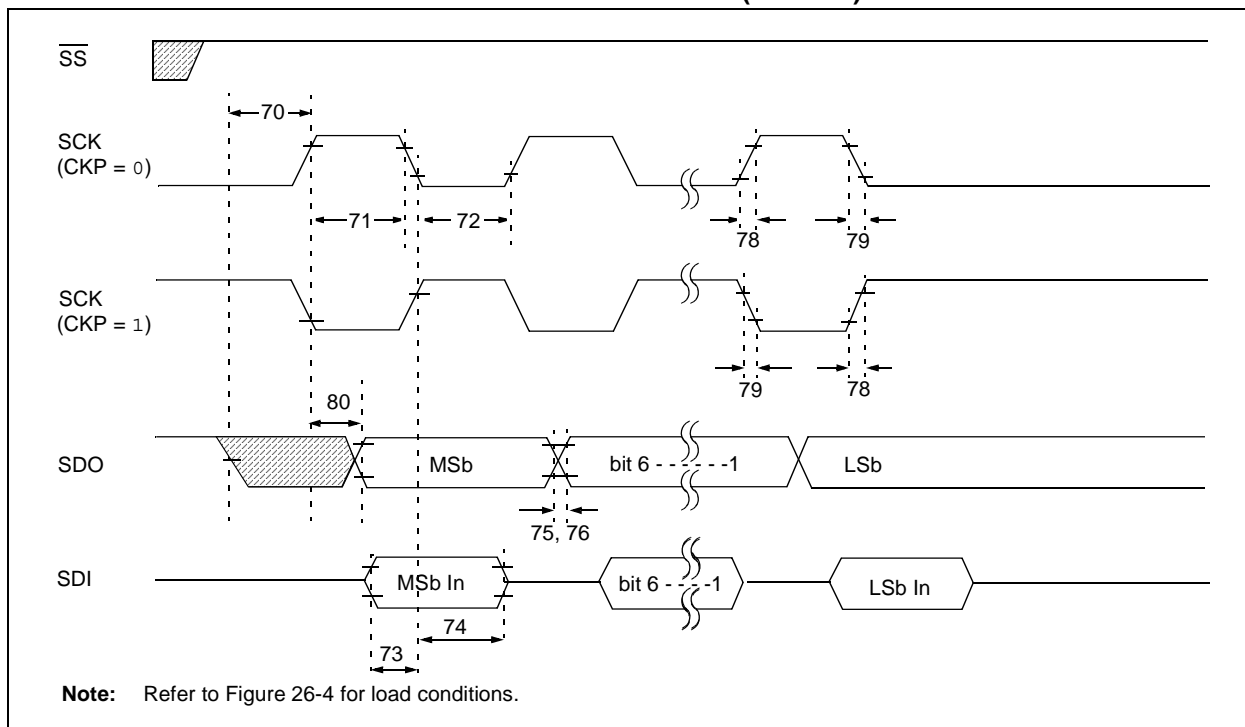 SS
70
SCK
(CKP = 0)
71
72
78
79
SCK
(CKP = 1)
79
78
80
SDO
MSb
bit 6 - - - - - -1
LSb
75, 76
SDI
MSb In
bit 6 - - - -1
LSb In
74
73
Note: Refer to Figure 26-4 for load conditions.